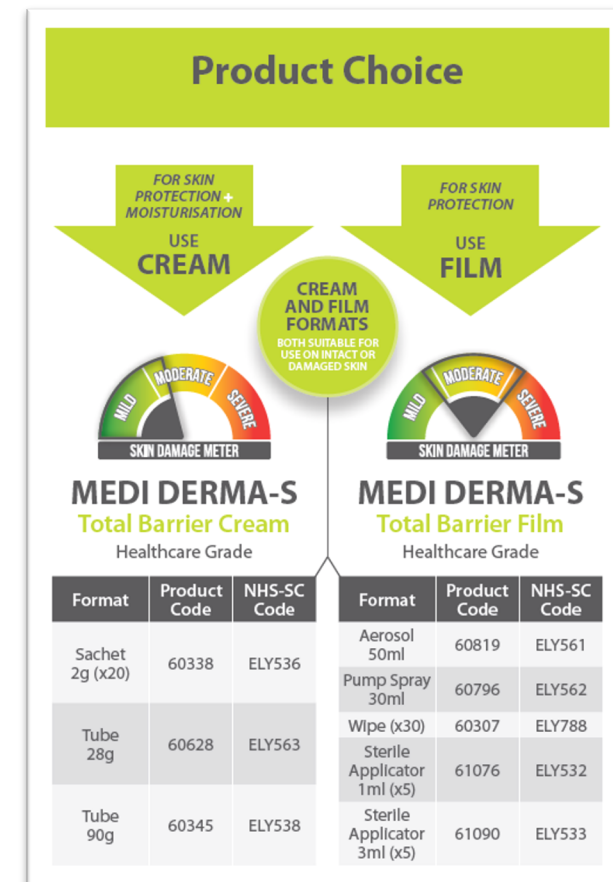 Product Choice
FOR SKIN
PROTECTION +
MOISTURISATION
USE
CREAM
FOR SKIN
PROTECTION
USE
FILM
CREAM
AND FILM
FORMATS
BOTH SUITABLE FOR
USE ON INTACT OR
DAMAGED SKIN
MILD
MODERATE
SEVERE
SKIN DAMAGE METER
MILD
MODERATE
SEVERE
SKIN DAMAGE METER
MEDI DERMA-S
Total Barrier Cream
Healthcare Grade
MEDI DERMA-S
Total Barrier Film
Healthcare Grade
Format Product Code NHS-SC Code
Sachet 2g (x20) 60338 ELY536
Tube 28g 60628 ELY563
Tube 90g 60345 ELY538
Format Product Code NHS-SC Code
Aerosol 50ml 60819 ELY561
Pump Spray 30ml 60796 ELY562
Wipe (x30) 60307 ELY788
Sterile Applicator 1ml (x5) 61076 ELY532
Sterile Applicator 3ml (x5) 61090 ELY533